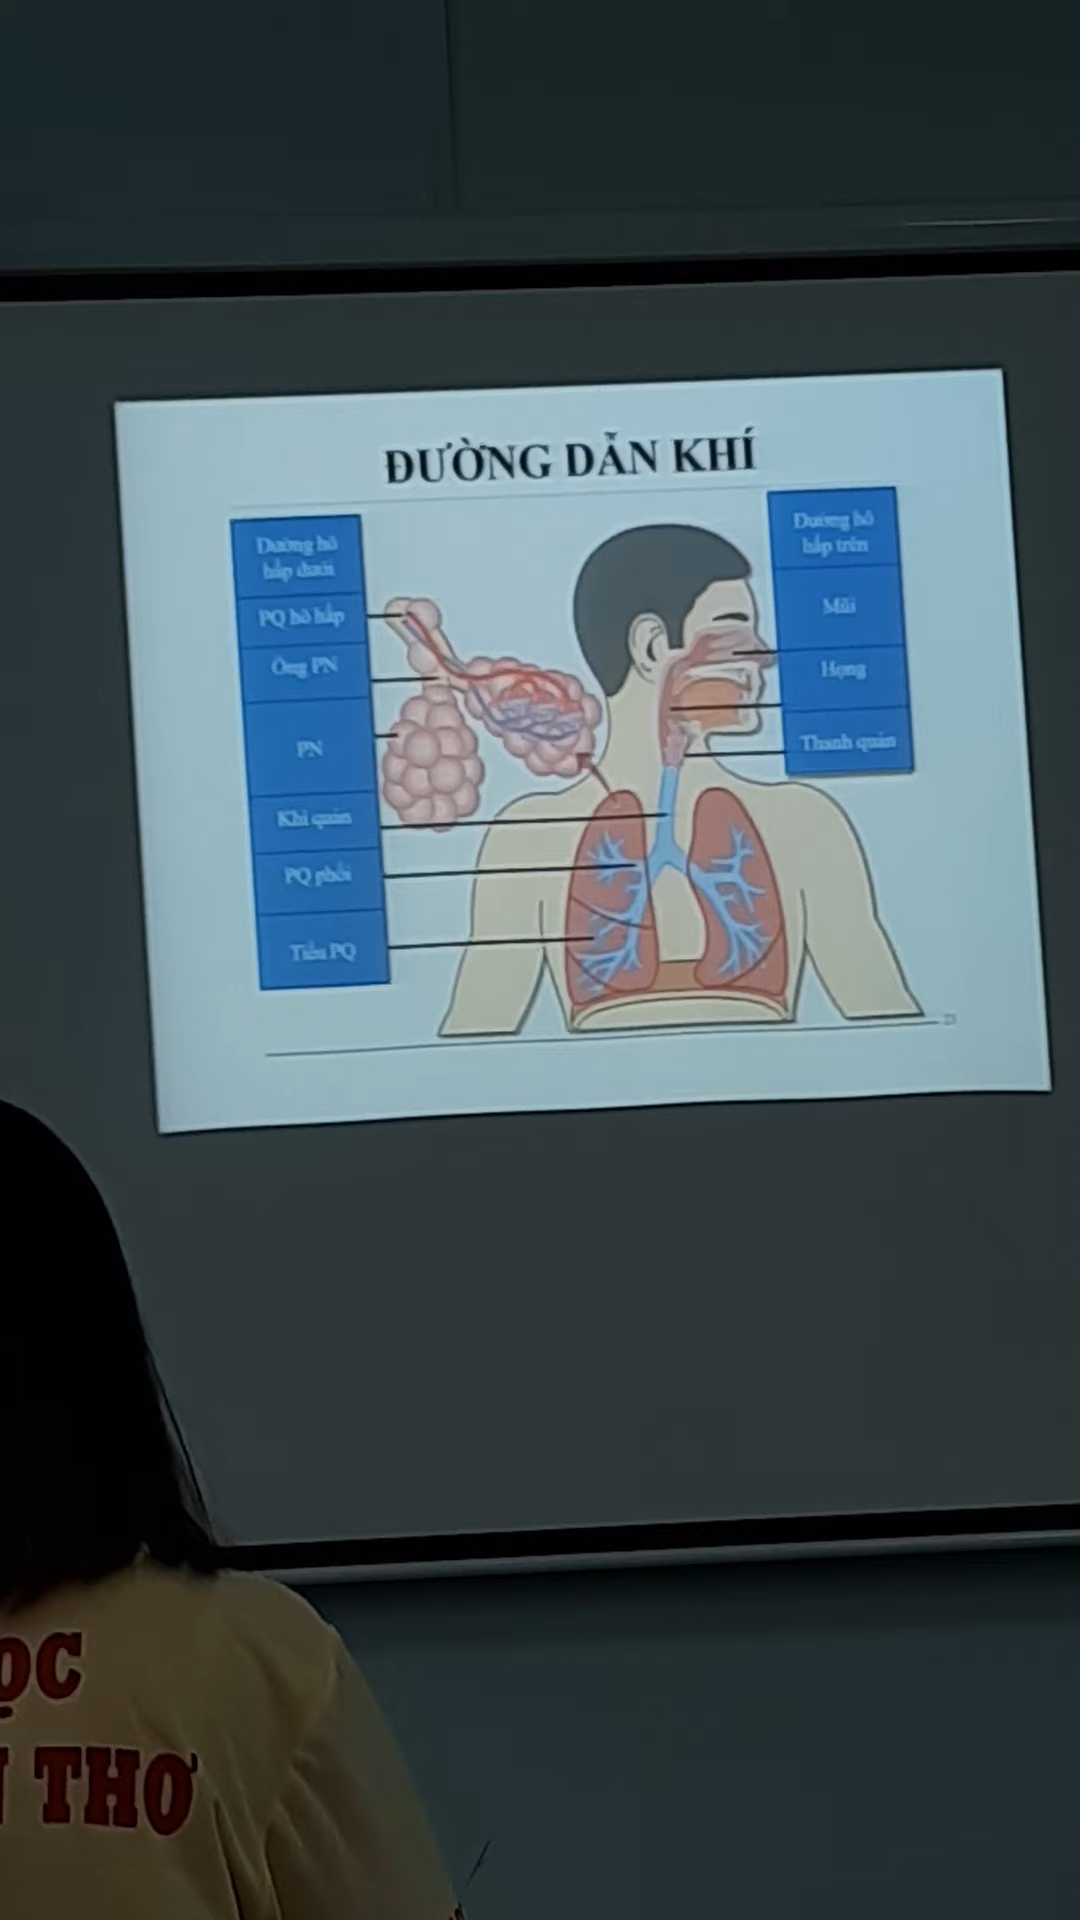 ĐƯỜNG DẪN KHÍ
Đường hô
hấp dưới
PQ hô hấp
Ống PN
PN
Khí quản
PQ phổi
Tiểu PQ
Đường hô
hấp trên
Mũi
Họng
Thanh quản
ỌC
THƠ